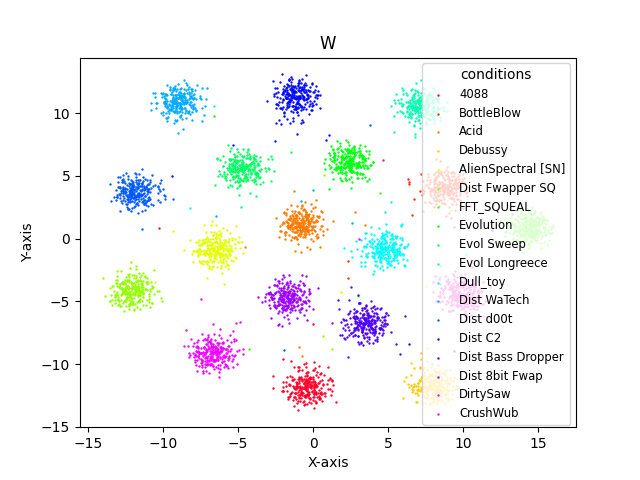 W
conditions
4088
BottleBlow
Acid
Debussy
AlienSpectral [SN]
Dist Fwapper SQ
FFT_SQUEAL
Evolution
Evol Sweep
Evol Longreece
Dull_toy
Dist WaTech
Dist d00t
Dist C2
Dist Bass Dropper
Dist 8bit Fwap
DirtySaw
CrushWub
Y-axis
10
5
0
−5
−10
−15
−15 −10 −5 0 5 10 15
X-axis